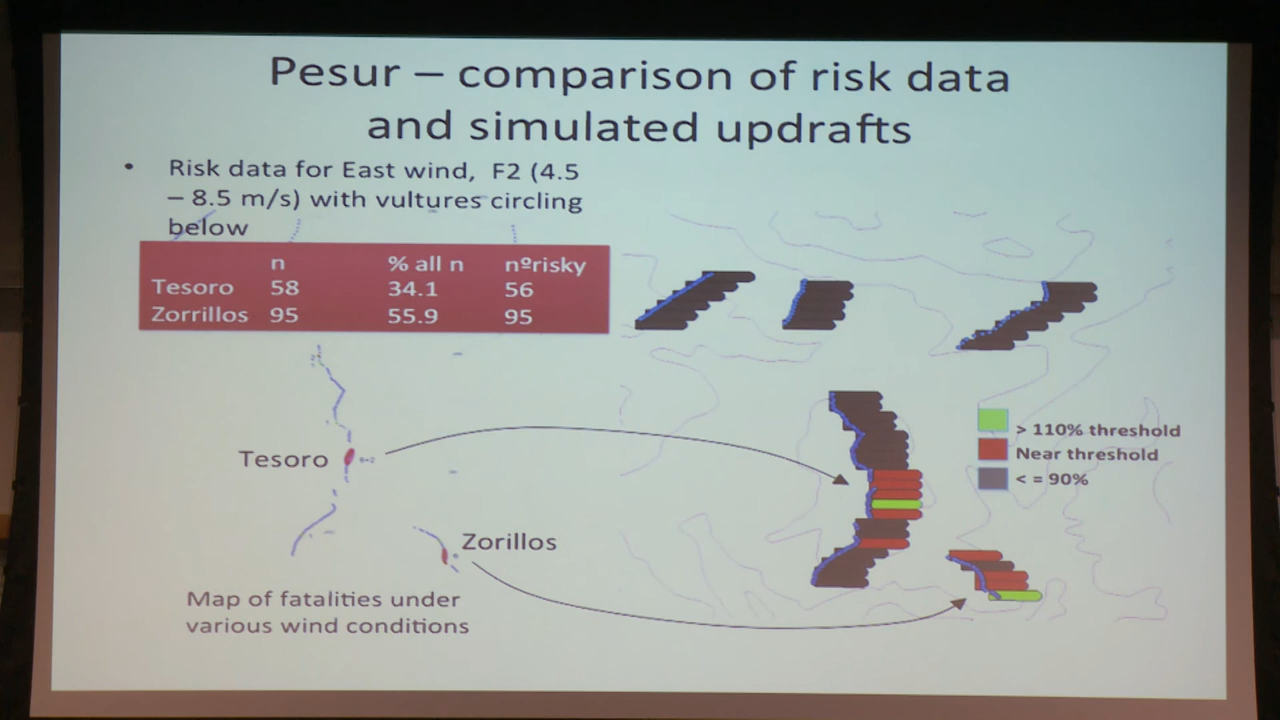 Pesur – comparison of risk data
and simulated updrafts
• Risk data for East wind, F2 (4.5
– 8.5 m/s) with vultures circling
below
n % all n nºrisky
Tesoro 58 34.1 56
Zorrillos 95 55.9 95
> 110% threshold
Near threshold
< = 90%
Tesoro
Zorillos
Map of fatalities under
various wind conditions